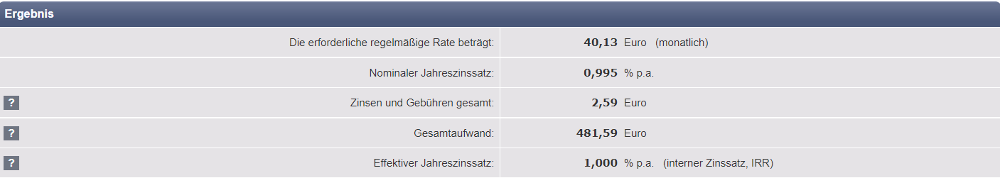 Ergebnis
Die erforderliche regelmäßige Rate beträgt: 40,13 Euro (monatlich)
Nominaler Jahreszinssatz: 0,995 % p.a.
? Zinsen und Gebühren gesamt: 2,59 Euro
? Gesamtaufwand: 481,59 Euro
? Effektiver Jahreszinssatz: 1,000 % p.a. (interner Zinssatz, IRR)